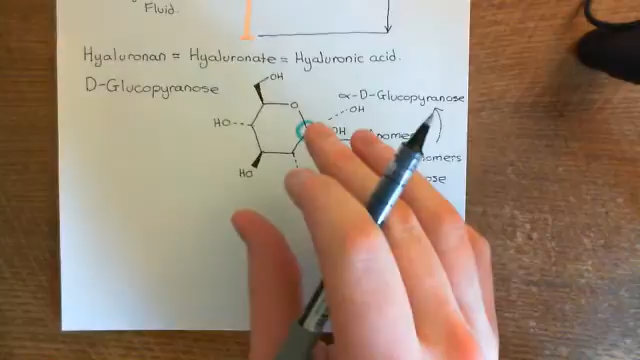 Fluid.
Hyaluronan = Hyaluronate = Hyaluronic acid.
D-Glucopyranose
OH
O
α-D-Glucopyranose
OH
HO
OH
HO